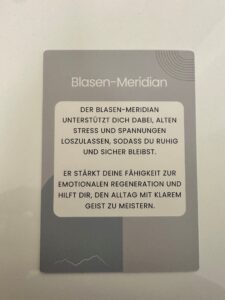 Blasen-Meridian
DER BLASEN-MERIDIAN
UNTERSTÜTZT DICH DABEI, ALTEN
STRESS UND SPANNUNGEN
LOSZULASSEN, SODASS DU RUHIG
UND SICHER BLEIBST.
ER STÄRKT DEINE FÄHIGKEIT ZUR
EMOTIONALEN REGENERATION UND
HILFT DIR, DEN ALLTAG MIT KLAREM
GEIST ZU MEISTERN.